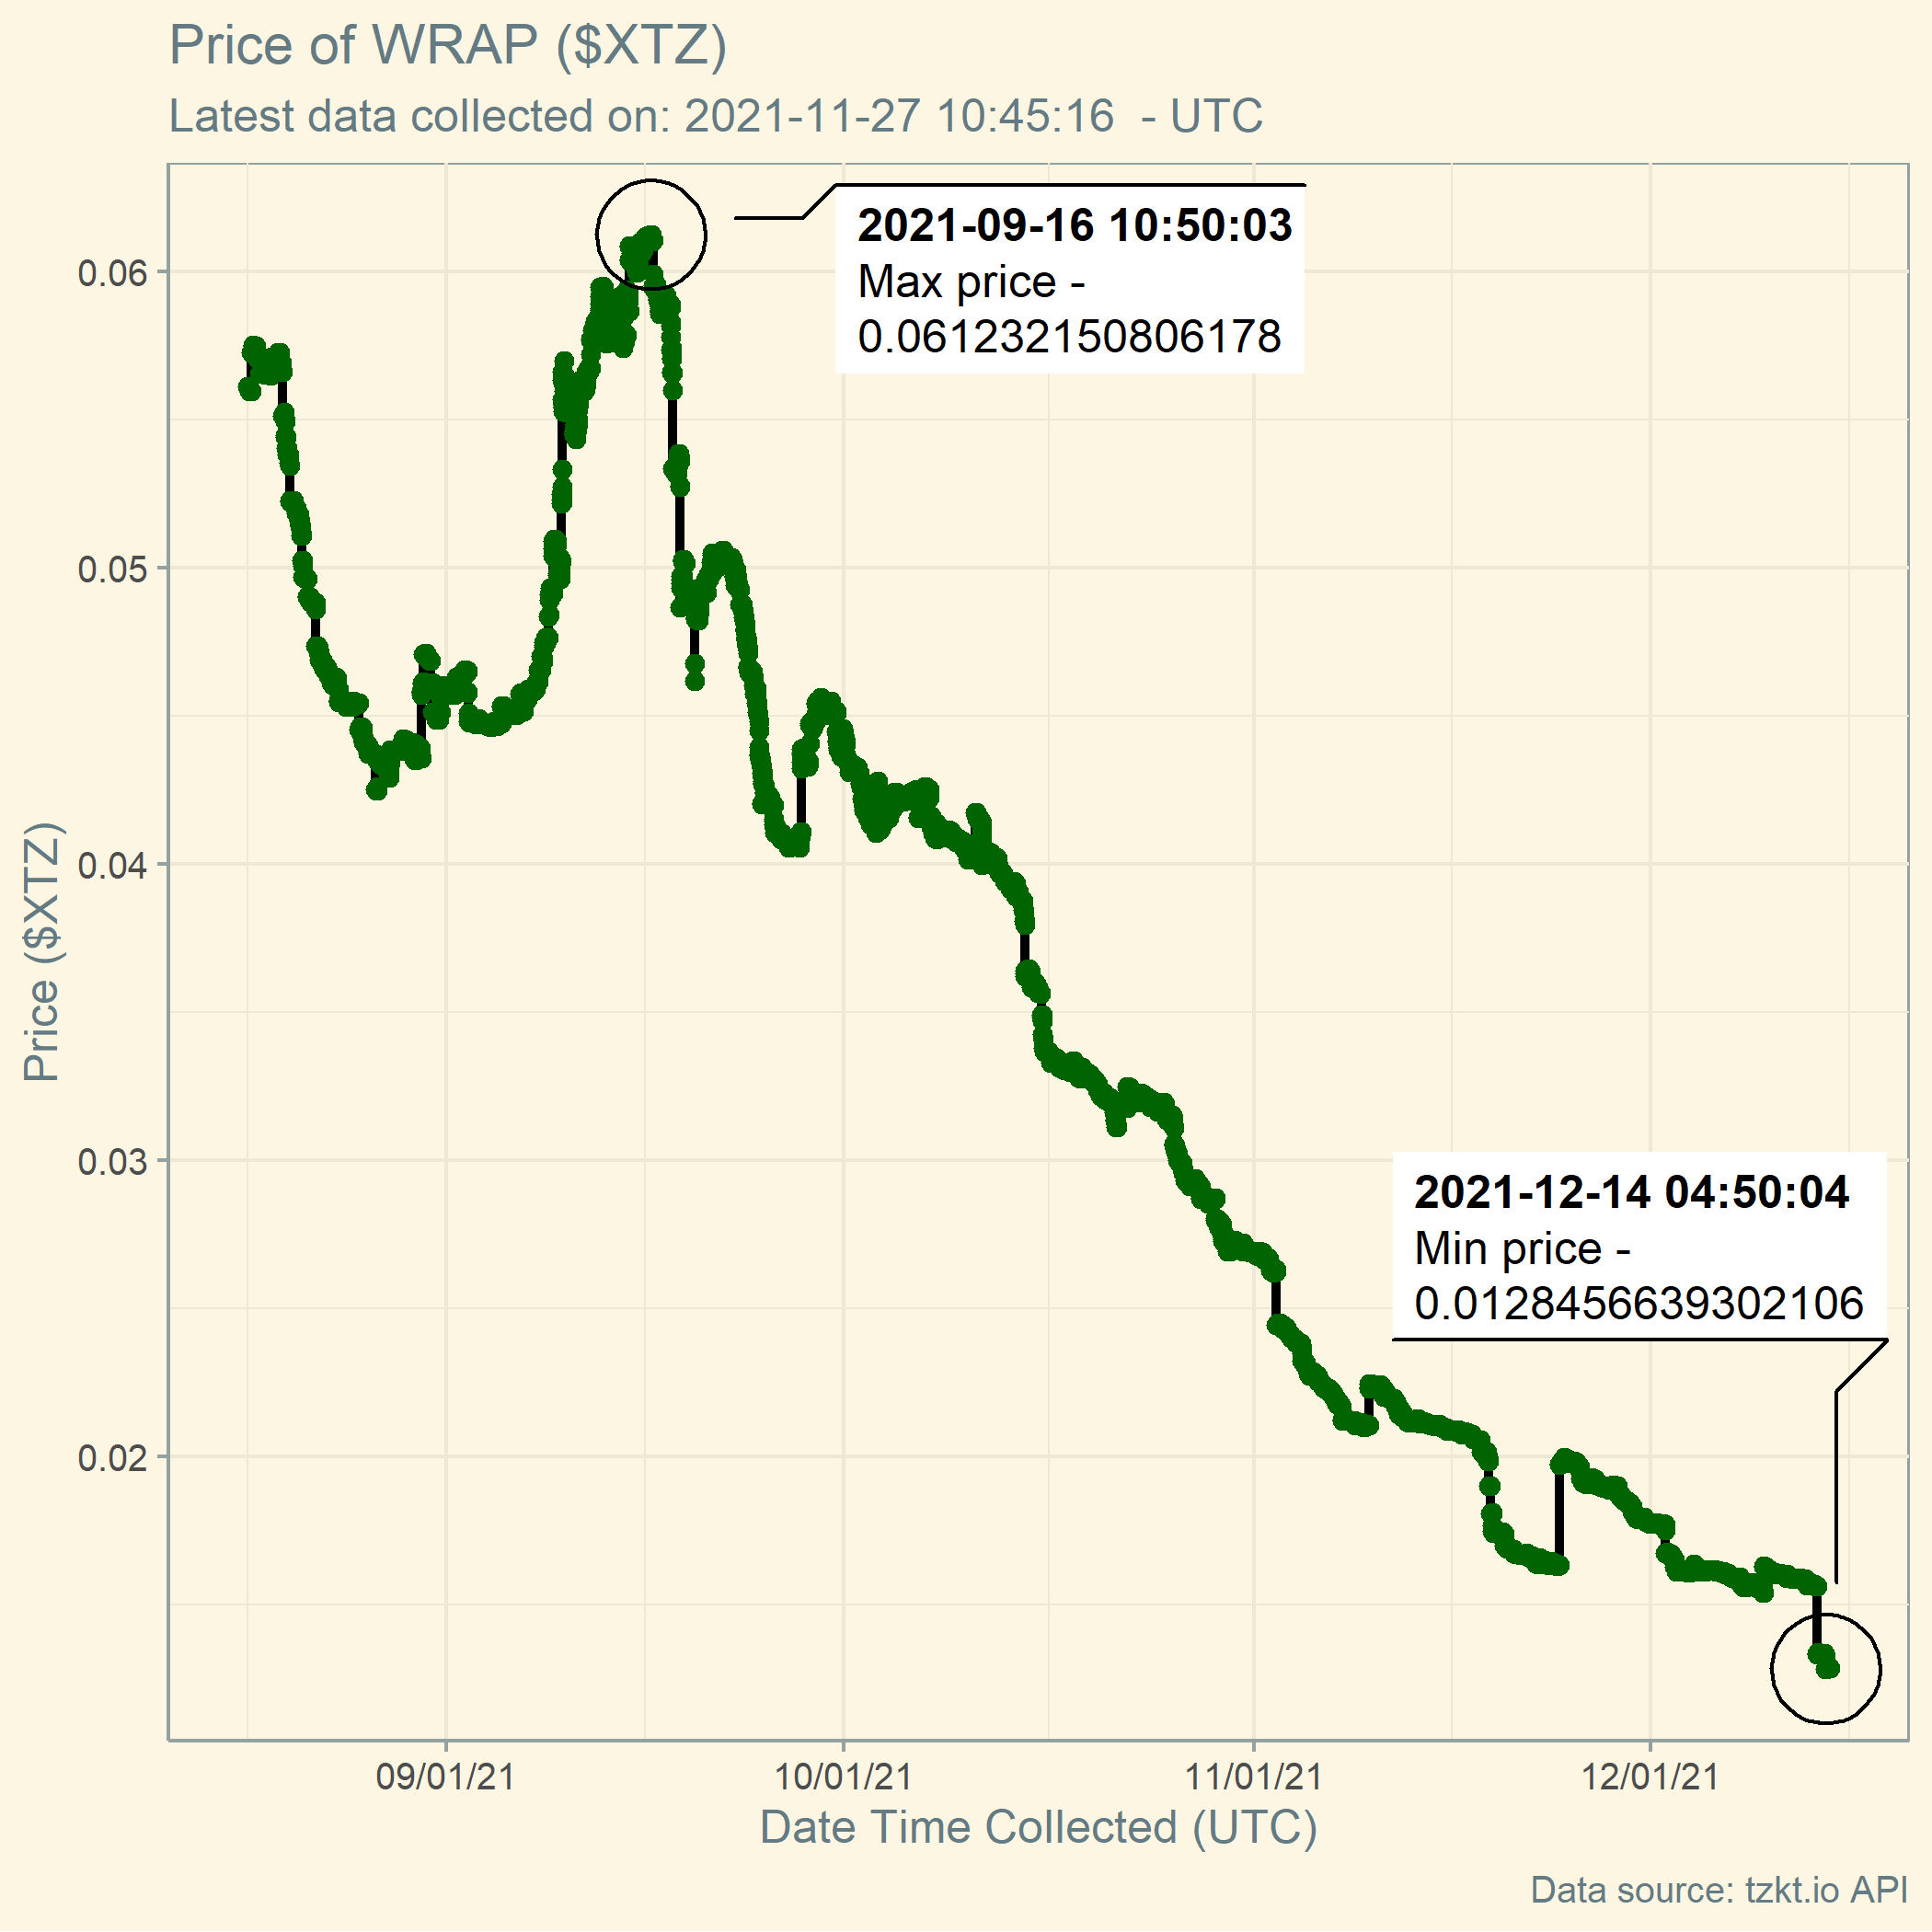 Price of WRAP ($XTZ)
Latest data collected on: 2021-11-27 10:45:16  - UTC
2021-09-16 10:50:03
Max price -
0.061232150806178
0.06
0.05
0.04
0.03
0.02
Price ($XTZ)
2021-12-14 04:50:04
Min price -
0.0128456639302106
09/01/21
10/01/21
11/01/21
12/01/21
Date Time Collected (UTC)
Data source: tzkt.io API